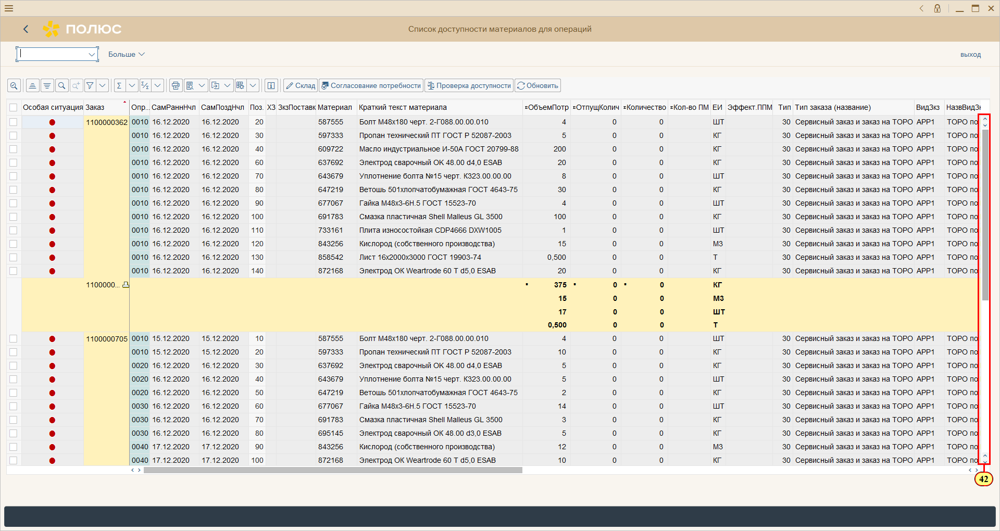 ПОЛЮС
Список доступности материалов для операций
Больше
выход
Склад Согласование потребности Проверка доступности Обновить
Особая ситуация Заказ Опр... СамРаннНчл СамПоздНчл Поз. ХЗ ЗкзПоставк Материал Краткий текст материала ОбъемПотр ОтпущКолич Количество Кол-во ПМ ЕИ Эффект.ППМ Тип Тип заказа (название) ВидЗкз НазвВидЗк
1100000362 0010 16.12.2020 16.12.2020 20 587555 Болт М48х180 черт. 2-Г088.00.00.010 4 0 0 ШТ 30 Сервисный заказ и заказ на ТОРО АРР1 ТОРО по
0010 16.12.2020 16.12.2020 30 597333 Пропан технический ПТ ГОСТ Р 52087-2003 5 0 0 КГ 30 Сервисный заказ и заказ на ТОРО АРР1 ТОРО по
0010 16.12.2020 16.12.2020 40 609722 Масло индустриальное И-50А ГОСТ 20799-88 200 0 0 КГ 30 Сервисный заказ и заказ на ТОРО АРР1 ТОРО по
0010 16.12.2020 16.12.2020 60 637692 Электрод сварочный ОК 48.00 d4,0 ESAB 20 0 0 КГ 30 Сервисный заказ и заказ на ТОРО АРР1 ТОРО по
0010 16.12.2020 16.12.2020 70 643679 Уплотнение болта №15 черт. К323.00.00.00 8 0 0 ШТ 30 Сервисный заказ и заказ на ТОРО АРР1 ТОРО по
0010 16.12.2020 16.12.2020 80 647219 Ветошь 501хлопчатобумажная ГОСТ 4643-75 30 0 0 КГ 30 Сервисный заказ и заказ на ТОРО АРР1 ТОРО по
0010 16.12.2020 16.12.2020 90 677067 Гайка М48х3-6Н.5 ГОСТ 15523-70 4 0 0 ШТ 30 Сервисный заказ и заказ на ТОРО АРР1 ТОРО по
0010 16.12.2020 16.12.2020 100 691783 Смазка пластичная Shell Malleus GL 3500 100 0 0 КГ 30 Сервисный заказ и заказ на ТОРО АРР1 ТОРО по
0010 16.12.2020 16.12.2020 110 733161 Плита износостойкая CDP4666 DXW1005 1 0 0 ШТ 30 Сервисный заказ и заказ на ТОРО АРР1 ТОРО по
0010 16.12.2020 16.12.2020 120 843256 Кислород (собственного производства) 15 0 0 М3 30 Сервисный заказ и заказ на ТОРО АРР1 ТОРО по
0010 16.12.2020 16.12.2020 130 858542 Лист 16х2000х3000 ГОСТ 19903-74 0,500 0 0 Т 30 Сервисный заказ и заказ на ТОРО АРР1 ТОРО по
0010 16.12.2020 16.12.2020 140 872168 Электрод ОК Weartrode 60 T d5,0 ESAB 20 0 0 КГ 30 Сервисный заказ и заказ на ТОРО АРР1 ТОРО по
1100000... 375 0 0 КГ
15 0 0 М3
17 0 0 ШТ
0,500 0 0 Т
1100000705 0010 15.12.2020 15.12.2020 10 587555 Болт М48х180 черт. 2-Г088.00.00.010 4 0 0 ШТ 30 Сервисный заказ и заказ на ТОРО АРР1 ТОРО по
0010 15.12.2020 15.12.2020 20 597333 Пропан технический ПТ ГОСТ Р 52087-2003 10 0 0 КГ 30 Сервисный заказ и заказ на ТОРО АРР1 ТОРО по
0020 16.12.2020 16.12.2020 30 637692 Электрод сварочный ОК 48.00 d4,0 ESAB 5 0 0 КГ 30 Сервисный заказ и заказ на ТОРО АРР1 ТОРО по
0020 16.12.2020 16.12.2020 40 643679 Уплотнение болта №15 черт. К323.00.00.00 5 0 0 ШТ 30 Сервисный заказ и заказ на ТОРО АРР1 ТОРО по
0020 16.12.2020 16.12.2020 50 647219 Ветошь 501хлопчатобумажная ГОСТ 4643-75 2 0 0 КГ 30 Сервисный заказ и заказ на ТОРО АРР1 ТОРО по
0030 16.12.2020 16.12.2020 60 677067 Гайка М48х3-6Н.5 ГОСТ 15523-70 14 0 0 ШТ 30 Сервисный заказ и заказ на ТОРО АРР1 ТОРО по
0030 16.12.2020 16.12.2020 70 691783 Смазка пластичная Shell Malleus GL 3500 3 0 0 КГ 30 Сервисный заказ и заказ на ТОРО АРР1 ТОРО по
0030 16.12.2020 16.12.2020 80 695145 Электрод сварочный ОК 48.00 d3,0 ESAB 5 0 0 КГ 30 Сервисный заказ и заказ на ТОРО АРР1 ТОРО по
0040 17.12.2020 17.12.2020 90 843256 Кислород (собственного производства) 12 0 0 М3 30 Сервисный заказ и заказ на ТОРО АРР1 ТОРО по
0040 17.12.2020 17.12.2020 100 872168 Электрод ОК Weartrode 60 T d5,0 ESAB 10 0 0 КГ 30 Сервисный заказ и заказ на ТОРО АРР1 ТОРО по
42